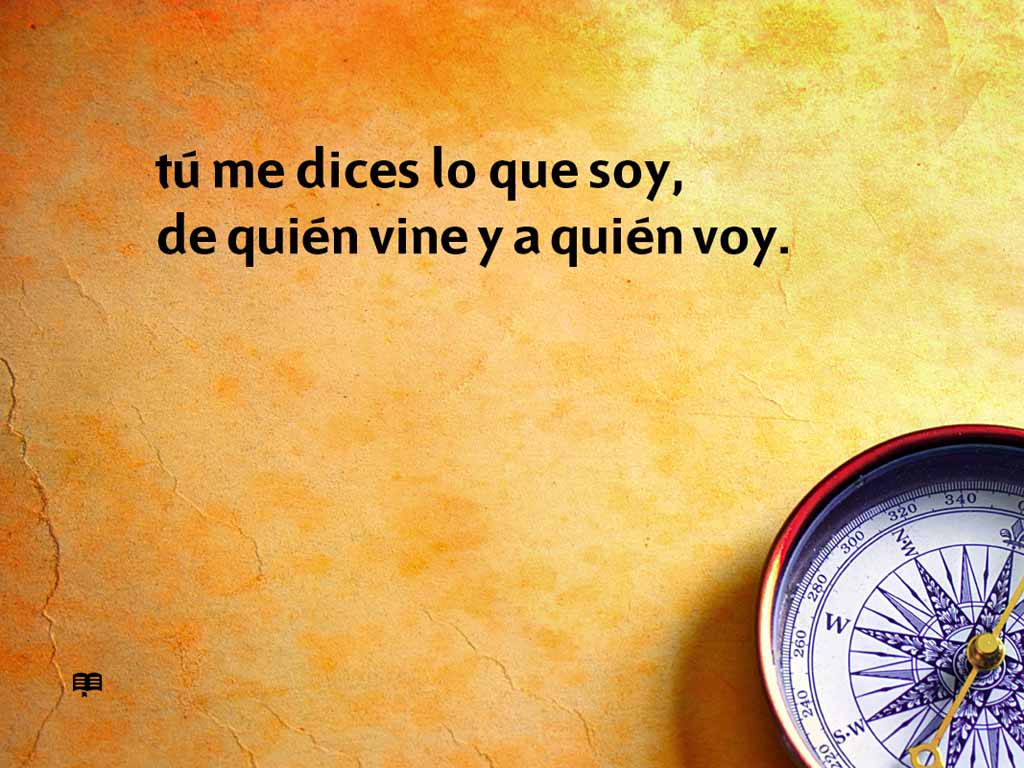 tú me dices lo que soy,
de quién vine y a quién voy.
340
320
N-W
300
280
W
260
240
S-W
220